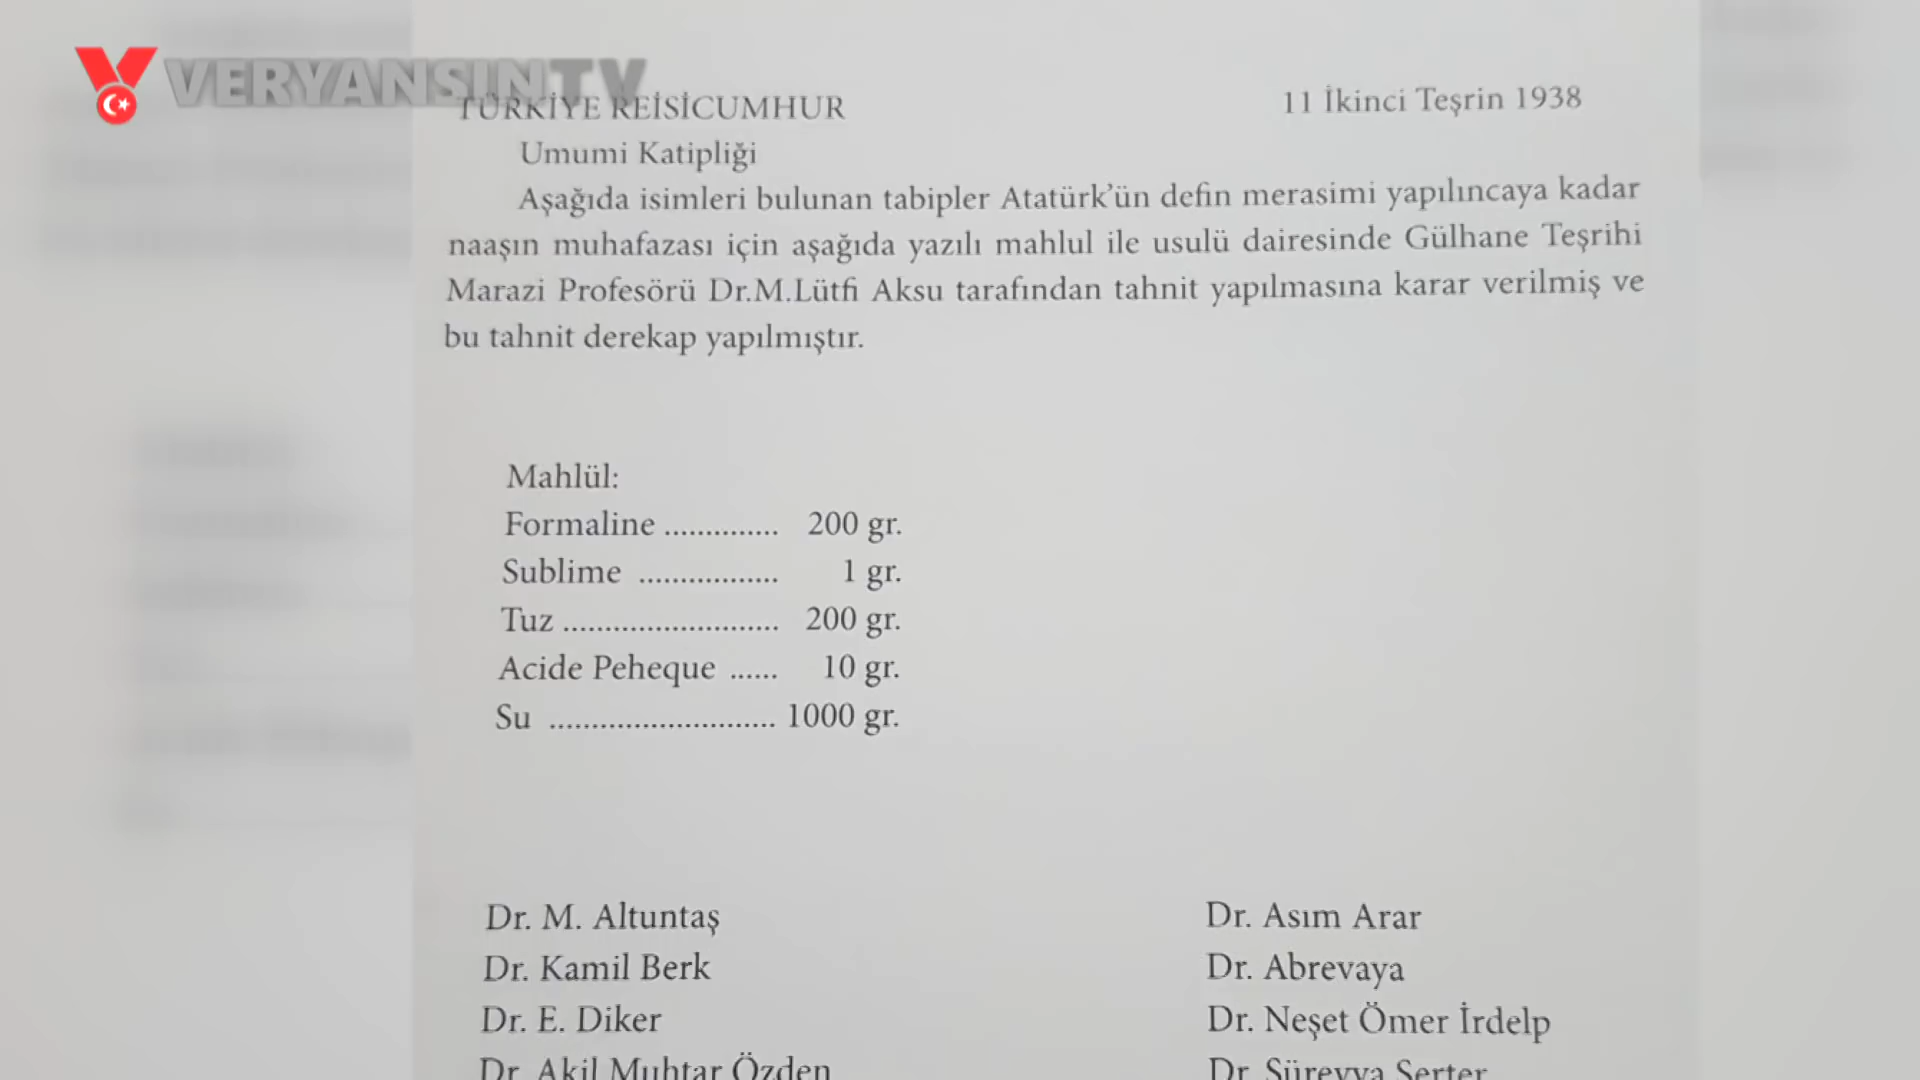 VERYANSIN TV
TÜRKİYE REİSİCUMHUR
11 İkinci Teşrin 1938
Umumi Katipliği
Aşağıda isimleri bulunan tabipler Atatürk'ün defin merasimi yapılıncaya kadar
naaşın muhafazası için aşağıda yazılı mahlul ile usulü dairesinde Gülhane Teşrihi
Marazi Profesörü Dr.M.Lütfi Aksu tarafından tahnit yapılmasına karar verilmiş ve
bu tahnit derekap yapılmıştır.
Mahlül:
Formaline .............. 200 gr.
Sublime ................. 1 gr.
Tuz .......................... 200 gr.
Acide Peheque ...... 10 gr.
Su ........................... 1000 gr.
Dr. M. Altuntaş
Dr. Kamil Berk
Dr. E. Diker
Dr. Akil Muhtar Özden
Dr. Asım Arar
Dr. Abrevaya
Dr. Neşet Ömer İrdelp
Dr. Süreyya Serter